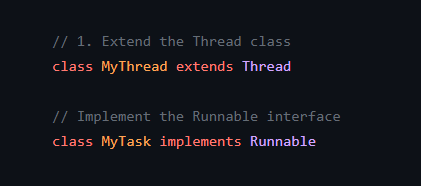 // 1. Extend the Thread class
class MyThread extends Thread
// Implement the Runnable interface
class MyTask implements Runnable